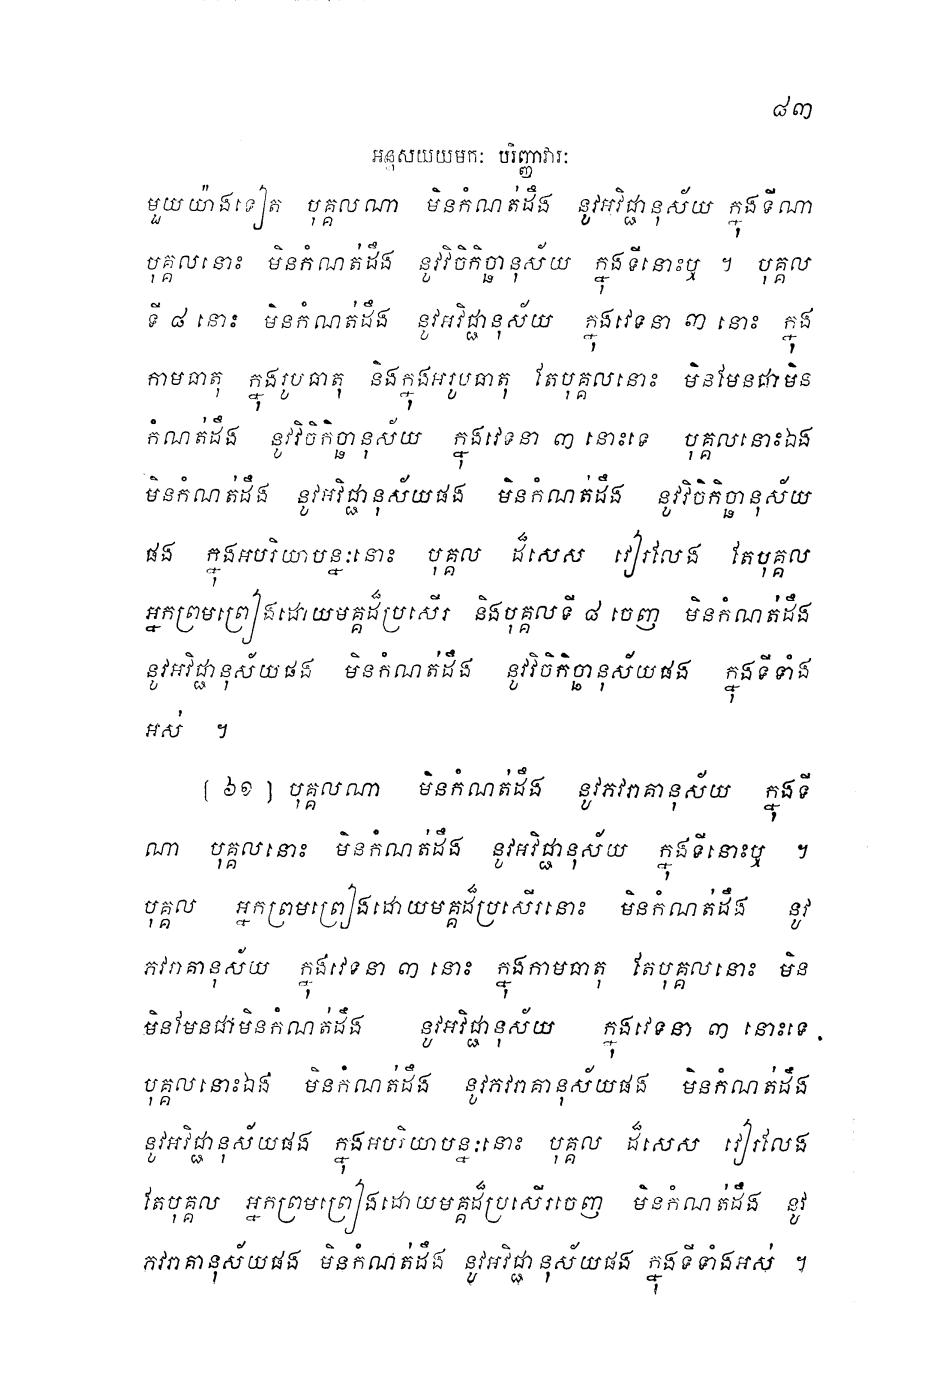 ៨៣
អនុសយយមកៈ បរិញ្ញាវារៈ
មួយយ៉ាងទៀត បុគ្គលណា មិនកំណត់ដឹង នូវអវិជ្ជានុស័យ ក្នុងទីណា
បុគ្គលនោះ មិនកំណត់ដឹង នូវវិចិកិច្ឆានុស័យ ក្នុងទីនោះឬ ។ បុគ្គល
ទី ៨ នោះ មិនកំណត់ដឹង នូវអវិជ្ជានុស័យ ក្នុងវេទនា ៣ នោះ ក្នុង
កាមធាតុ ក្នុងរូបធាតុ និងក្នុងអរូបធាតុ តែបុគ្គលនោះ មិនមែនជាមិន
កំណត់ដឹង នូវវិចិកិច្ឆានុស័យ ក្នុងវេទនា ៣ នោះទេ បុគ្គលនោះឯង
មិនកំណត់ដឹង នូវអវិជ្ជានុស័យផង មិនកំណត់ដឹង នូវវិចិកិច្ឆានុស័យ
ផង ក្នុងអបរិយាបន្នៈនោះ បុគ្គល ដ៏សេស វៀរលែង តែបុគ្គល
អ្នកព្រមព្រៀងដោយមគ្គដ៏ប្រសើរ និងបុគ្គលទី ៨ ចេញ មិនកំណត់ដឹង
នូវអវិជ្ជានុស័យផង មិនកំណត់ដឹង នូវវិចិកិច្ឆានុស័យផង ក្នុងទីទាំង
អស់ ។
[ ៦១ ] បុគ្គលណា មិនកំណត់ដឹង នូវភវរាគានុស័យ ក្នុងទី
ណា បុគ្គលនោះ មិនកំណត់ដឹង នូវអវិជ្ជានុស័យ ក្នុងទីនោះឬ ។
បុគ្គល អ្នកព្រមព្រៀងដោយមគ្គដ៏ប្រសើរនោះ មិនកំណត់ដឹង នូវ
ភវរាគានុស័យ ក្នុងវេទនា ៣ នោះ ក្នុងកាមធាតុ តែបុគ្គលនោះ មិន
មិនមែនជាមិនកំណត់ដឹង នូវអវិជ្ជានុស័យ ក្នុងវេទនា ៣ នោះទេ
បុគ្គលនោះឯង មិនកំណត់ដឹង នូវភវរាគានុស័យផង មិនកំណត់ដឹង
នូវអវិជ្ជានុស័យផង ក្នុងអបរិយាបន្នៈនោះ បុគ្គល ដ៏សេស វៀរលែង
តែបុគ្គល អ្នកព្រមព្រៀងដោយមគ្គដ៏ប្រសើរចេញ មិនកំណត់ដឹង នូវ
ភវរាគានុស័យផង មិនកំណត់ដឹង នូវអវិជ្ជានុស័យផង ក្នុងទីទាំងអស់ ។